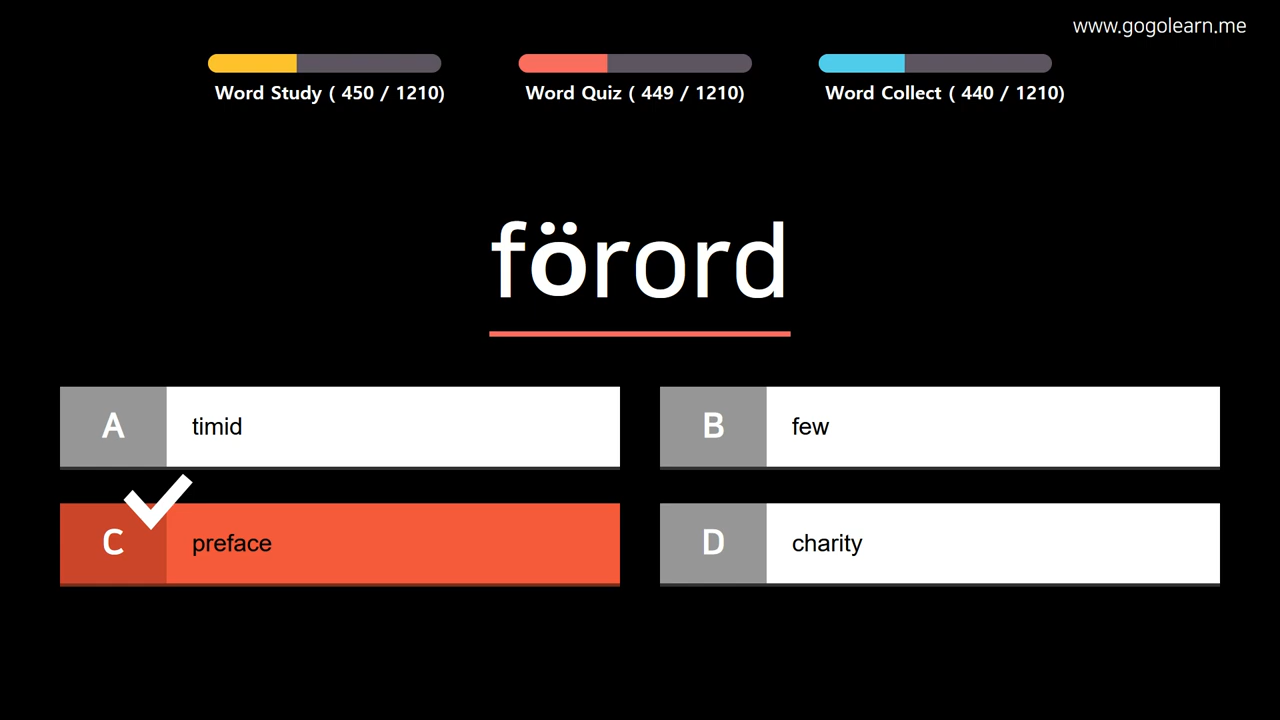 www.gogolearn.me
Word Study ( 450 / 1210)
Word Quiz ( 449 / 1210)
Word Collect ( 440 / 1210)
förord
A timid
B few
C preface
D charity